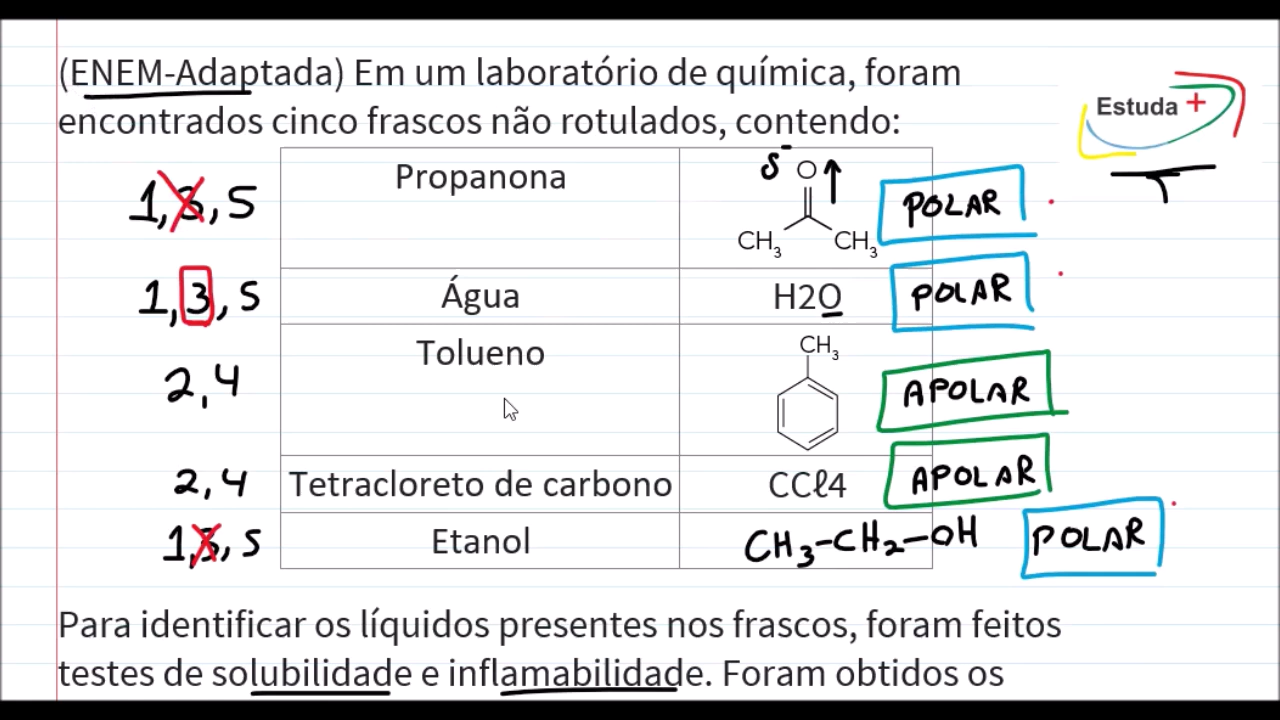 (ENEM-Adaptada) Em um laboratório de química, foram
encontrados cinco frascos não rotulados, contendo:
Estuda +
1, 3, 5 Propanona δ- O CH3 CH3 POLAR
1, 3, 5 Água H2O POLAR
2, 4 Tolueno CH3 APOLAR
2, 4 Tetracloreto de carbono CCℓ4 APOLAR
1, 3, 5 Etanol CH3-CH2-OH POLAR
Para identificar os líquidos presentes nos frascos, foram feitos
testes de solubilidade e inflamabilidade. Foram obtidos os